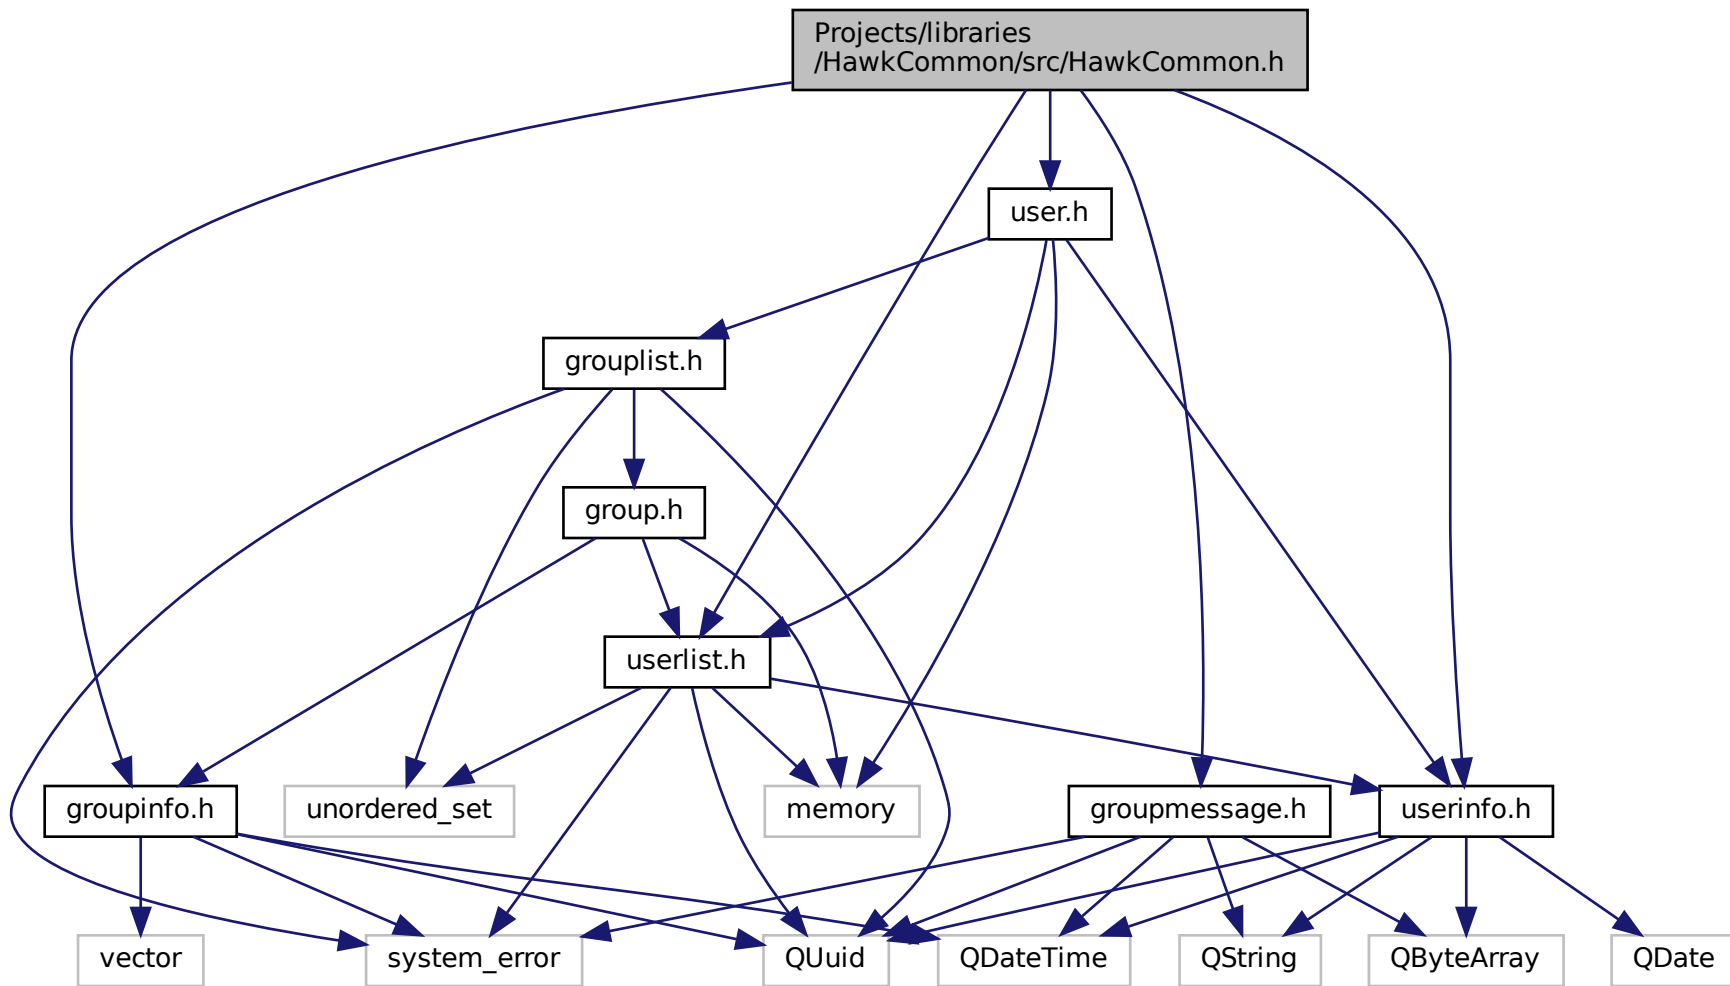 Projects/libraries
/HawkCommon/src/HawkCommon.h
user.h
grouplist.h
group.h
userlist.h
groupinfo.h
unordered_set
memory
groupmessage.h
userinfo.h
vector
system_error
QUuid
QDateTime
QString
QByteArray
QDate